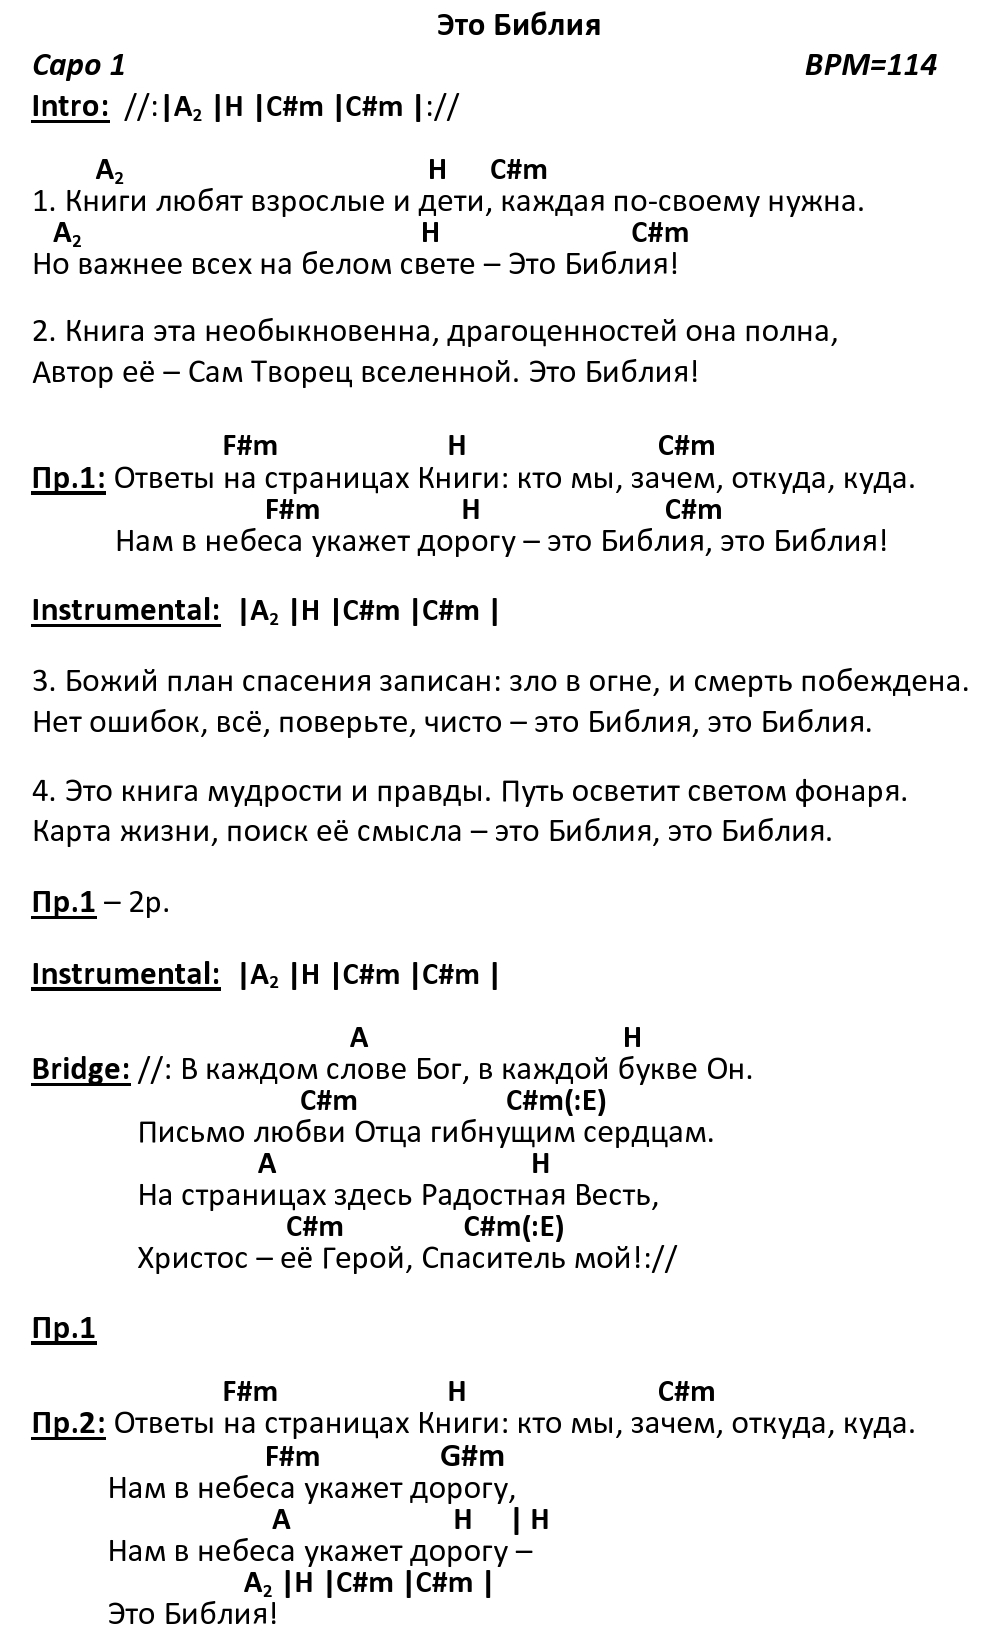 Это Библия
Capo 1 BPM=114
Intro: //:|A2 |H |C#m |C#m |://
A2 H C#m
1. Книги любят взрослые и дети, каждая по-своему нужна.
A2 H C#m
Но важнее всех на белом свете – Это Библия!
2. Книга эта необыкновенна, драгоценностей она полна,
Автор её – Сам Творец вселенной. Это Библия!
F#m H C#m
Пр.1: Ответы на страницах Книги: кто мы, зачем, откуда, куда.
F#m H C#m
Нам в небеса укажет дорогу – это Библия, это Библия!
Instrumental: |A2 |H |C#m |C#m |
3. Божий план спасения записан: зло в огне, и смерть побеждена.
Нет ошибок, всё, поверьте, чисто – это Библия, это Библия.
4. Это книга мудрости и правды. Путь осветит светом фонаря.
Карта жизни, поиск её смысла – это Библия, это Библия.
Пр.1 – 2р.
Instrumental: |A2 |H |C#m |C#m |
A H
Bridge: //: В каждом слове Бог, в каждой букве Он.
C#m C#m(:E)
Письмо любви Отца гибнущим сердцам.
A H
На страницах здесь Радостная Весть,
C#m C#m(:E)
Христос – её Герой, Спаситель мой!://
Пр.1
F#m H C#m
Пр.2: Ответы на страницах Книги: кто мы, зачем, откуда, куда.
F#m G#m
Нам в небеса укажет дорогу,
A H | H
Нам в небеса укажет дорогу –
A2 |H |C#m |C#m |
Это Библия!